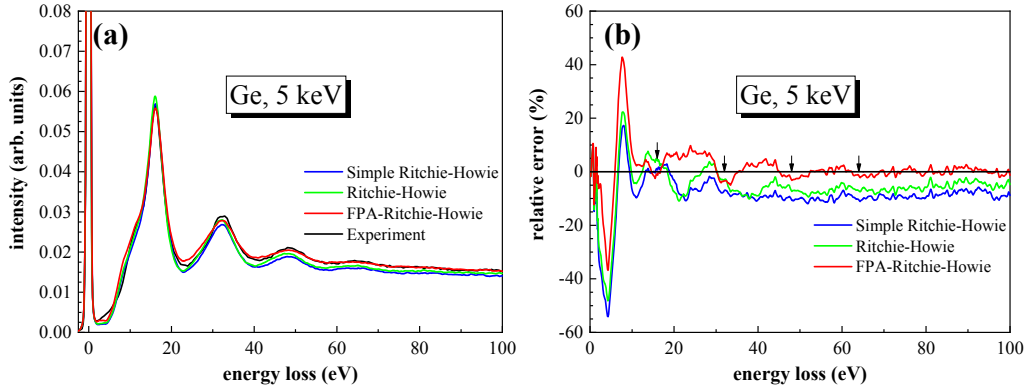 (a)
Ge, 5 keV
Simple Ritchie-Howie
Ritchie-Howie
FPA-Ritchie-Howie
Experiment
intensity (arb. units)
0.08
0.07
0.06
0.05
0.04
0.03
0.02
0.01
0.00
0 20 40 60 80 100
energy loss (eV)
(b)
Ge, 5 keV
Simple Ritchie-Howie
Ritchie-Howie
FPA-Ritchie-Howie
relative error (%)
60
40
20
0
-20
-40
-60
0 20 40 60 80 100
energy loss (eV)